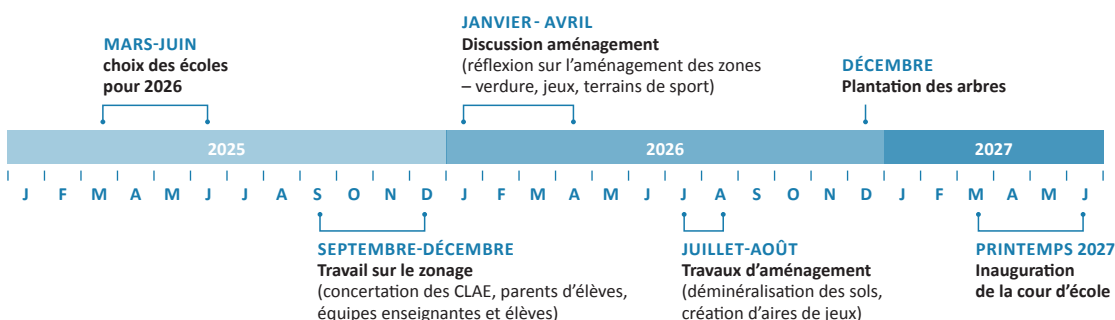 JANVIER - AVRIL
Discussion aménagement
(réflexion sur l’aménagement des zones
– verdure, jeux, terrains de sport)
MARS-JUIN
choix des écoles
pour 2026
DÉCEMBRE
Plantation des arbres
2025 2026 2027
J F M A M J J A S O N D J F M A M J J A S O N D J F M A M J
SEPTEMBRE-DÉCEMBRE
Travail sur le zonage
(concertation des CLAE, parents d’élèves,
équipes enseignantes et élèves)
JUILLET-AOÛT
Travaux d’aménagement
(déminéralisation des sols,
création d’aires de jeux)
PRINTEMPS 2027
Inauguration
de la cour d’école